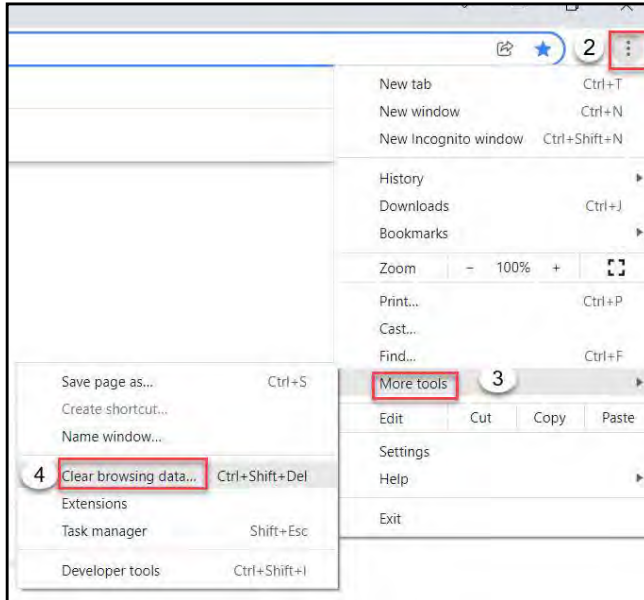 2
New tab Ctrl+T
New window Ctrl+N
New Incognito window Ctrl+Shift+N
History
Downloads Ctrl+J
Bookmarks
Zoom - 100% +
Print... Ctrl+P
Cast...
Find... Ctrl+F
More tools 3
Edit Cut Copy Paste
Settings
Help
Exit
Save page as... Ctrl+S
Create shortcut...
Name window...
4 Clear browsing data... Ctrl+Shift+Del
Extensions
Task manager Shift+Esc
Developer tools Ctrl+Shift+I